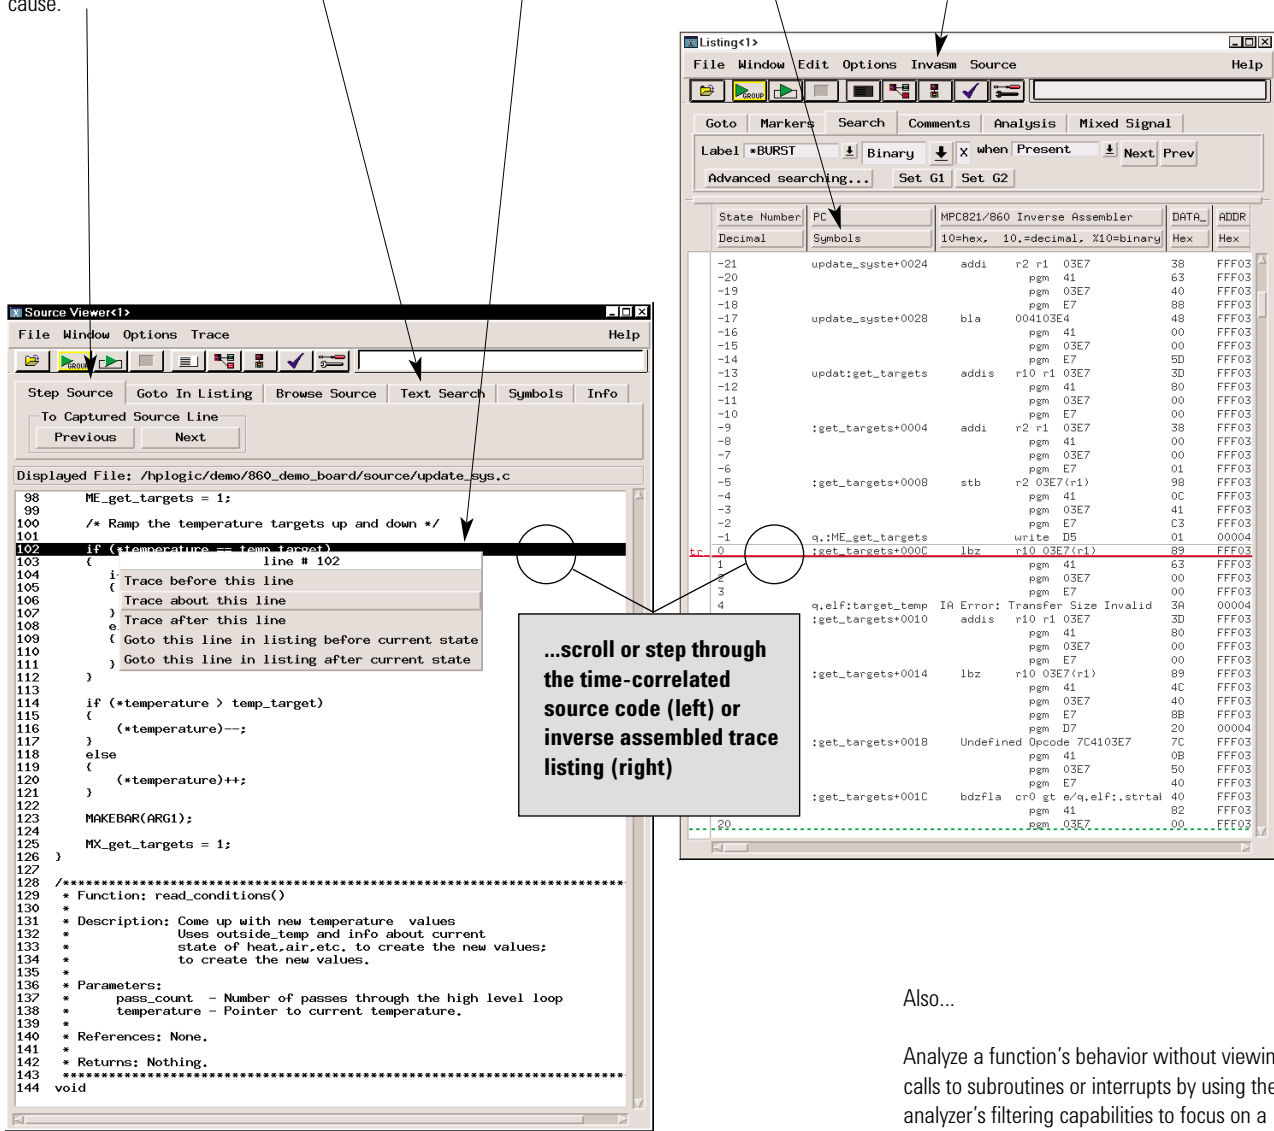 cause.
Listing<1>
File Window Edit Options Invasm Source Help
GROUP
Goto Markers Search Comments Analysis Mixed Signal
Label *BURST Binary X when Present Next Prev
Advanced searching... Set G1 Set G2
State Number PC MPC821/860 Inverse Assembler DATA_ ADDR
Decimal Symbols 10=hex, 10.=decimal, %10=binary Hex Hex
-21 update_syste+0024 addi r2 r1 03E7 38 FFF03
-20 pgm 41 63 FFF03
-19 pgm 03E7 40 FFF03
-18 pgm E7 88 FFF03
-17 update_syste+0028 bla 004103E4 48 FFF03
-16 pgm 41 00 FFF03
-15 pgm 03E7 00 FFF03
-14 pgm E7 5D FFF03
-13 updat:get_targets addis r10 r1 03E7 3D FFF03
-12 pgm 41 80 FFF03
-11 pgm 03E7 00 FFF03
-10 pgm E7 00 FFF03
-9 :get_targets+0004 addi r2 r1 03E7 38 FFF03
-8 pgm 41 00 FFF03
-7 pgm 03E7 00 FFF03
-6 pgm E7 01 FFF03
-5 :get_targets+0008 stb r2 03E7(r1) 98 FFF03
-4 pgm 41 0C FFF03
-3 pgm 03E7 41 FFF03
-2 pgm E7 C3 FFF03
-1 q.:ME_get_targets write D5 01 00004
tr 0 :get_targets+000C lbz r10 03E7(r1) 89 FFF03
1 pgm 41 63 FFF03
2 pgm 03E7 00 FFF03
3 pgm E7 00 FFF03
4 q.elf:target_temp IA Error: Transfer Size Invalid 3A 00004
:get_targets+0010 addis r10 r1 03E7 3D FFF03
pgm 41 80 FFF03
pgm 03E7 00 FFF03
pgm E7 00 FFF03
:get_targets+0014 lbz r10 03E7(r1) 89 FFF03
pgm 41 4C FFF03
pgm 03E7 40 FFF03
pgm E7 8B FFF03
pgm D7 20 00004
:get_targets+0018 Undefined Opcode 7C4103E7 7C FFF03
pgm 41 0B FFF03
pgm 03E7 50 FFF03
pgm E7 40 FFF03
:get_targets+001C bdzfla cr0 gt e/q.elf:.strtab 40 FFF03
pgm 41 82 FFF03
20 pgm 03E7 00 FFF03
Source Viewer<1>
File Window Options Trace Help
GROUP
Step Source Goto In Listing Browse Source Text Search Symbols Info
To Captured Source Line
Previous Next
Displayed File: /hplogic/demo/860_demo_board/source/update_sys.c
98 ME_get_targets = 1;
99
100 /* Ramp the temperature targets up and down */
101
102 if (*temperature == temp_target)
103 {
104 i
105 {
106
107 }
108 e
109 {
110
111 }
112 }
113
114 if (*temperature > temp_target)
115 {
116 (*temperature)--;
117 }
118 else
119 {
120 (*temperature)++;
121 }
122
123 MAKEBAR(ARG1);
124
125 MX_get_targets = 1;
126 }
127
128 /*************************************************************************
129 * Function: read_conditions()
130 *
131 * Description: Come up with new temperature values
132 * Uses outside_temp and info about current
133 * state of heat,air,etc. to create the new values;
134 * to create the new values.
135 *
136 * Parameters:
137 * pass_count - Number of passes through the high level loop
138 * temperature - Pointer to current temperature.
139 *
140 * References: None.
141 *
142 * Returns: Nothing.
143 *************************************************************************
144 void
line # 102
Trace before this line
Trace about this line
Trace after this line
Goto this line in listing before current state
Goto this line in listing after current state
...scroll or step through
the time-correlated
source code (left) or
inverse assembled trace
listing (right)
Also...
Analyze a function's behavior without viewin
calls to subroutines or interrupts by using the
analyzer's filtering capabilities to focus on a